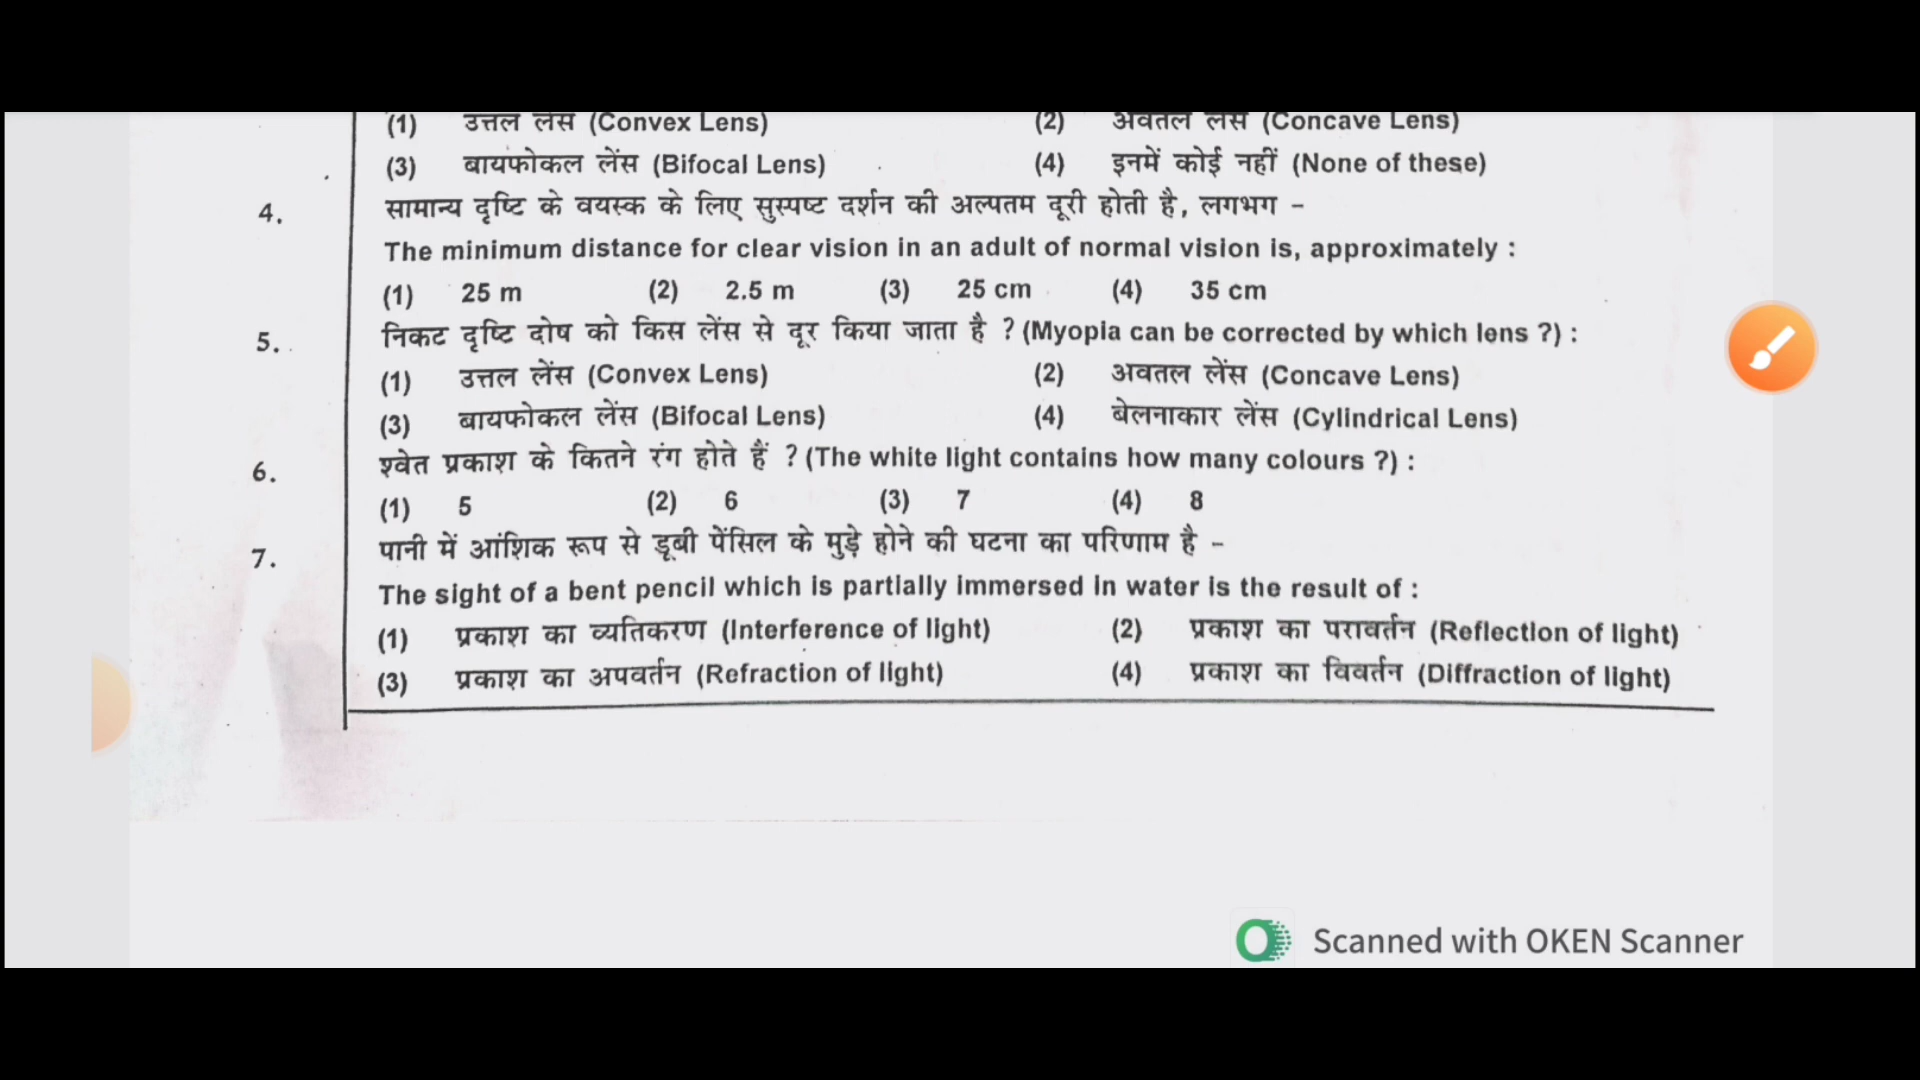 (1) उत्तल लेंस (Convex Lens) (2) अवतल लेंस (Concave Lens)
(3) बायफोकल लेंस (Bifocal Lens) (4) इनमें कोई नहीं (None of these)
4. सामान्य दृष्टि के वयस्क के लिए सुस्पष्ट दर्शन की अल्पतम दूरी होती है, लगभग –
The minimum distance for clear vision in an adult of normal vision is, approximately :
(1) 25 m (2) 2.5 m (3) 25 cm (4) 35 cm
5. निकट दृष्टि दोष को किस लेंस से दूर किया जाता है ? (Myopia can be corrected by which lens ?) :
(1) उत्तल लेंस (Convex Lens) (2) अवतल लेंस (Concave Lens)
(3) बायफोकल लेंस (Bifocal Lens) (4) बेलनाकार लेंस (Cylindrical Lens)
6. श्वेत प्रकाश के कितने रंग होते हैं ? (The white light contains how many colours ?) :
(1) 5 (2) 6 (3) 7 (4) 8
7. पानी में आंशिक रूप से डूबी पेंसिल के मुड़े होने की घटना का परिणाम है –
The sight of a bent pencil which is partially immersed in water is the result of :
(1) प्रकाश का व्यतिकरण (Interference of light) (2) प्रकाश का परावर्तन (Reflection of light)
(3) प्रकाश का अपवर्तन (Refraction of light) (4) प्रकाश का विवर्तन (Diffraction of light)
Scanned with OKEN Scanner